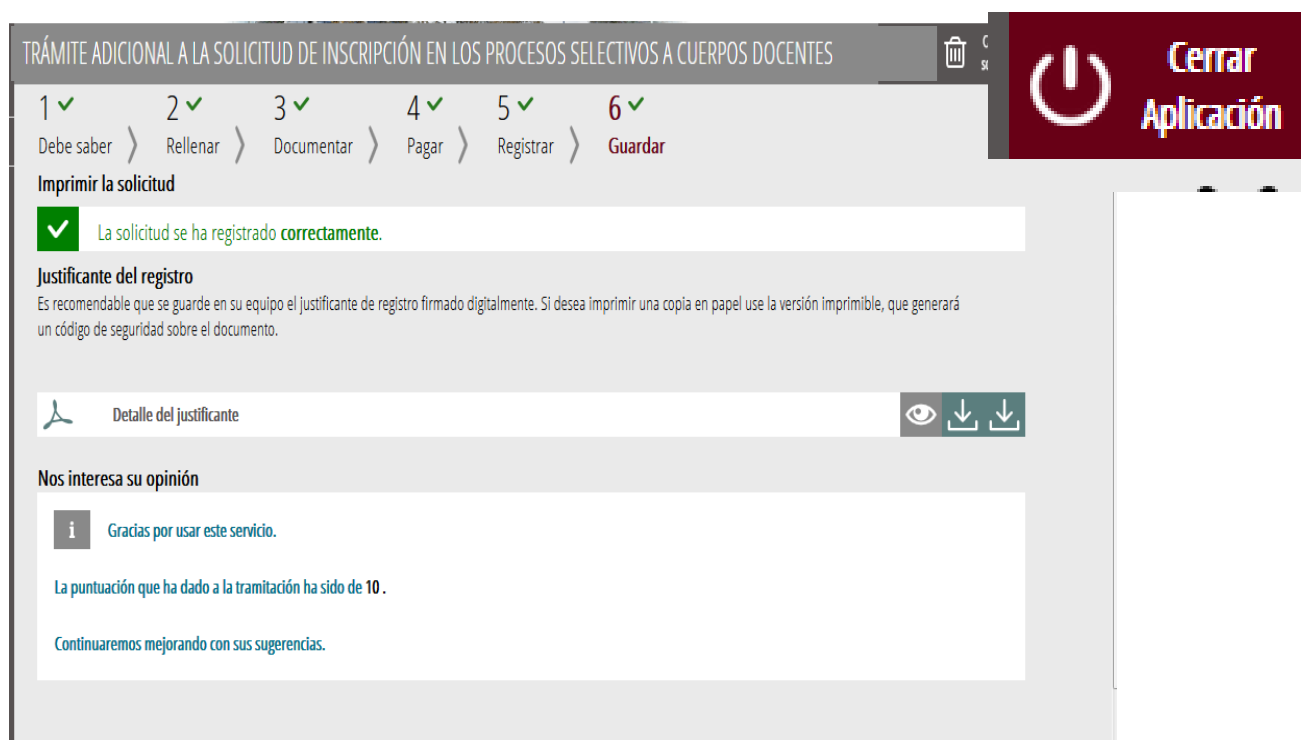 TRÁMITE ADICIONAL A LA SOLICITUD DE INSCRIPCIÓN EN LOS PROCESOS SELECTIVOS A CUERPOS DOCENTES
Cerrar
Aplicación
1 2 3 4 5 6
Debe saber Rellenar Documentar Pagar Registrar Guardar
Imprimir la solicitud
La solicitud se ha registrado correctamente.
Justificante del registro
Es recomendable que se guarde en su equipo el justificante de registro firmado digitalmente. Si desea imprimir una copia en papel use la versión imprimible, que generará
un código de seguridad sobre el documento.
Detalle del justificante
Nos interesa su opinión
i Gracias por usar este servicio.
La puntuación que ha dado a la tramitación ha sido de 10 .
Continuaremos mejorando con sus sugerencias.